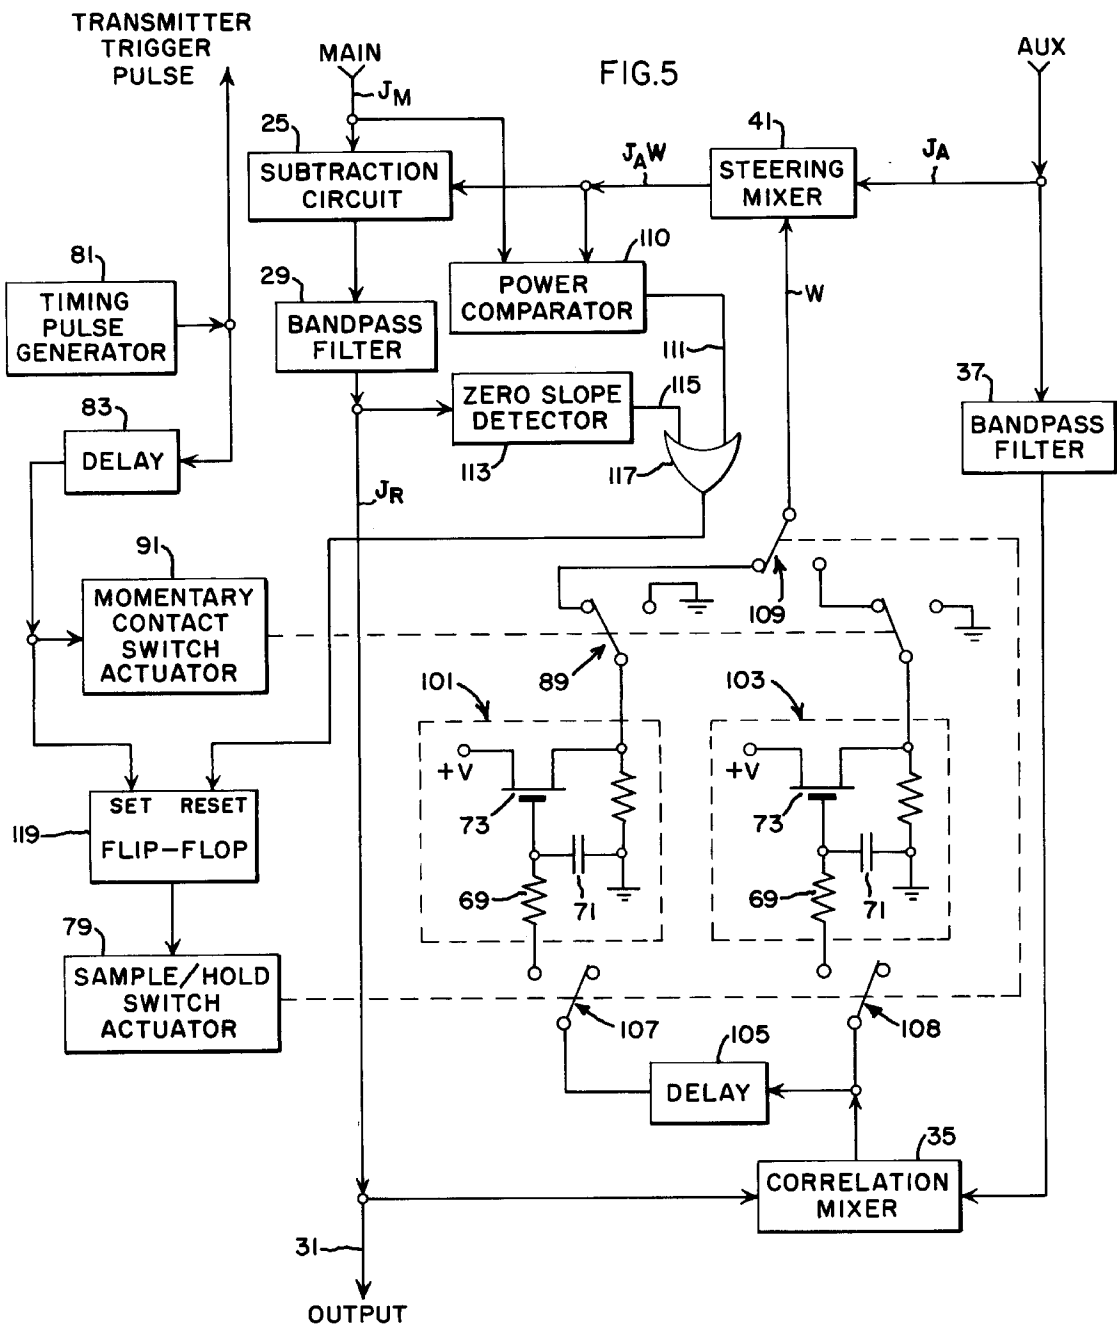 TRANSMITTER
TRIGGER
PULSE
MAIN
FIG.5
AUX
JM
25
41
SUBTRACTION
CIRCUIT
JAW
STEERING
MIXER
JA
81
29
110
TIMING
PULSE
GENERATOR
BANDPASS
FILTER
POWER
COMPARATOR
W
111
83
ZERO SLOPE
DETECTOR
115
37
DELAY
113
117
BANDPASS
FILTER
JR
91
MOMENTARY
CONTACT
SWITCH
ACTUATOR
109
89
101
103
+V
+V
73
73
SET RESET
FLIP-FLOP
119
69
71
69
71
79
SAMPLE/HOLD
SWITCH
ACTUATOR
107
108
105
DELAY
35
CORRELATION
MIXER
31
OUTPUT